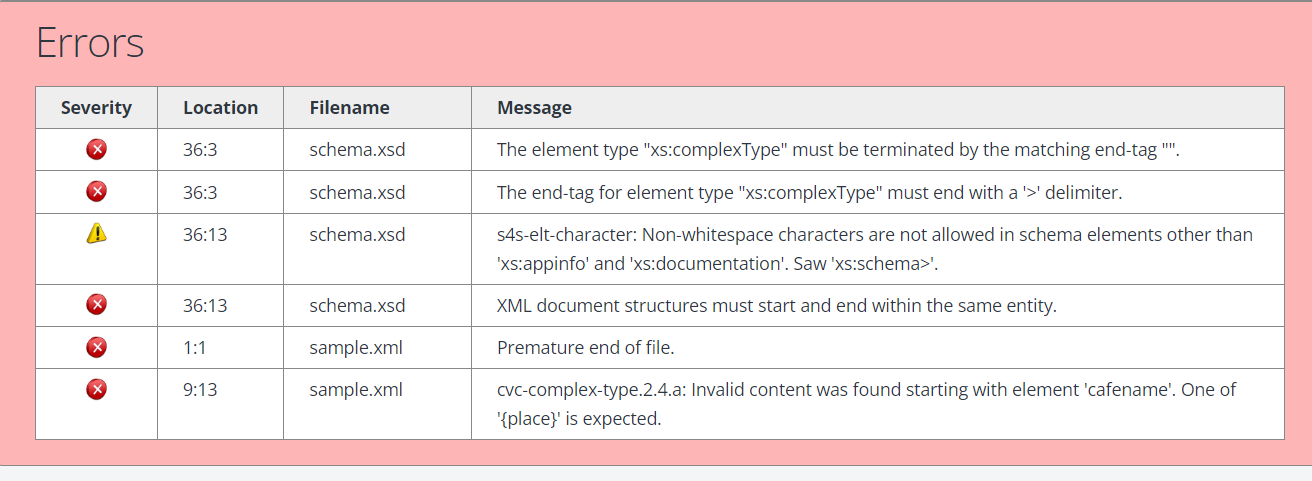 Errors
Severity Location Filename Message
36:3 schema.xsd The element type "xs:complexType" must be terminated by the matching end-tag "".
36:3 schema.xsd The end-tag for element type "xs:complexType" must end with a '>' delimiter.
36:13 schema.xsd s4s-elt-character: Non-whitespace characters are not allowed in schema elements other than
'xs:appinfo' and 'xs:documentation'. Saw 'xs:schema>'.
36:13 schema.xsd XML document structures must start and end within the same entity.
1:1 sample.xml Premature end of file.
9:13 sample.xml cvc-complex-type.2.4.a: Invalid content was found starting with element 'cafename'. One of
'{place}' is expected.